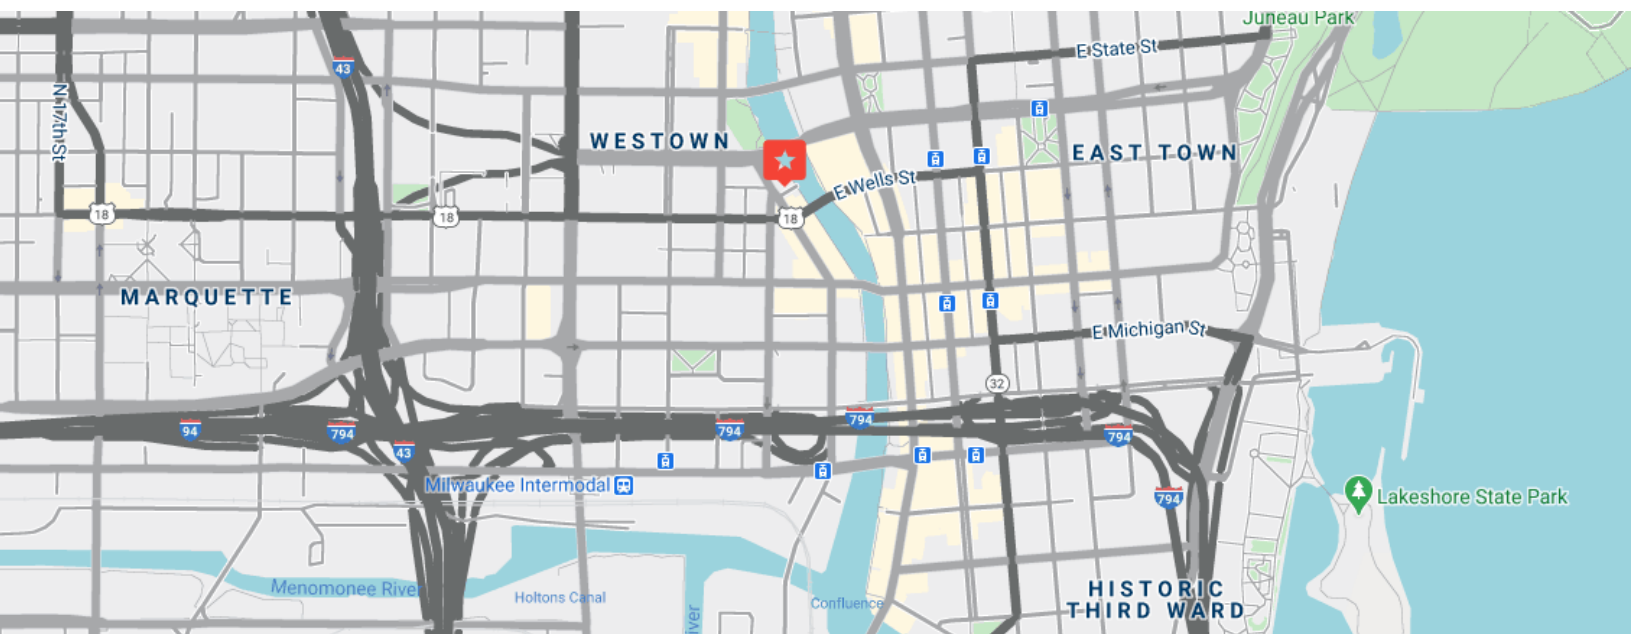 Juneau Park
E State St
43
N 17th St
WESTOWN
EAST TOWN
E Wells St
18
18
18
MARQUETTE
E Michigan St
32
94
794
43
794
794
794
Milwaukee Intermodal
794
Lakeshore State Park
Menomonee River
Holtons Canal
Confluence
HISTORIC
THIRD WARD